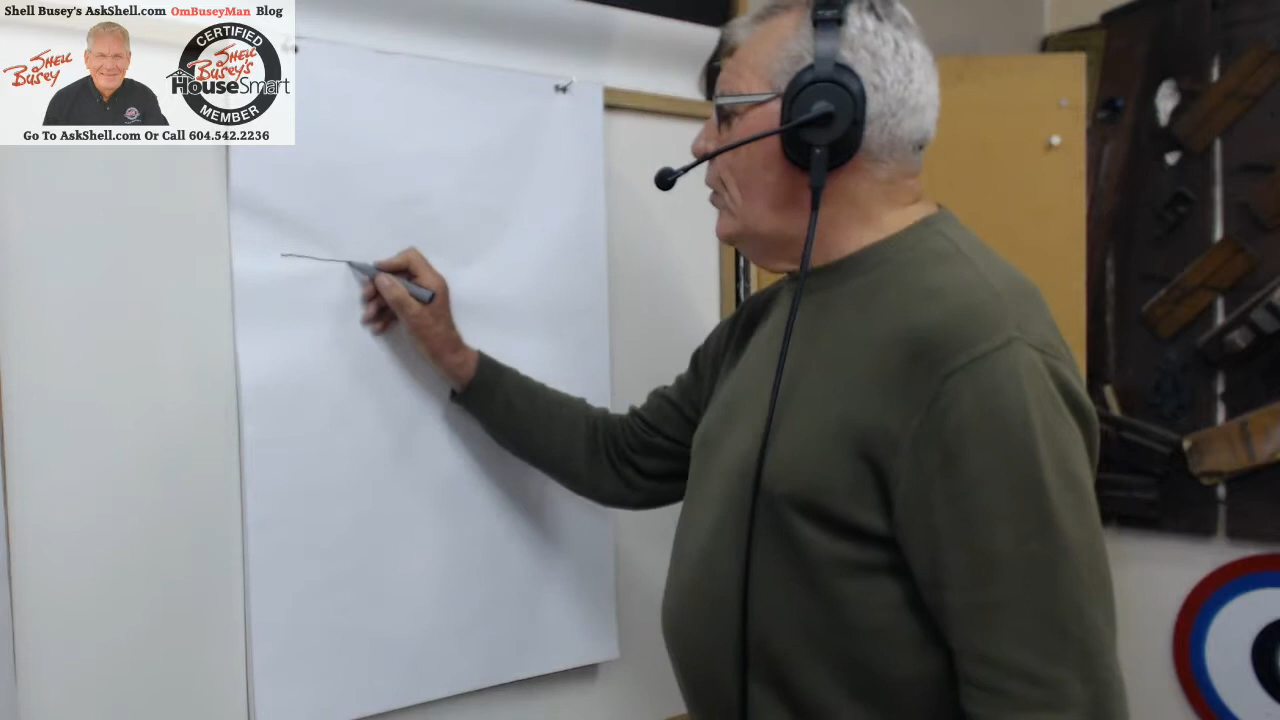 Shell Busey's AskShell.com OmBuseyMan Blog
Shell Busey
CERTIFIED
Shell Busey's
HouseSmart
MEMBER
Go To AskShell.com Or Call 604.542.2236